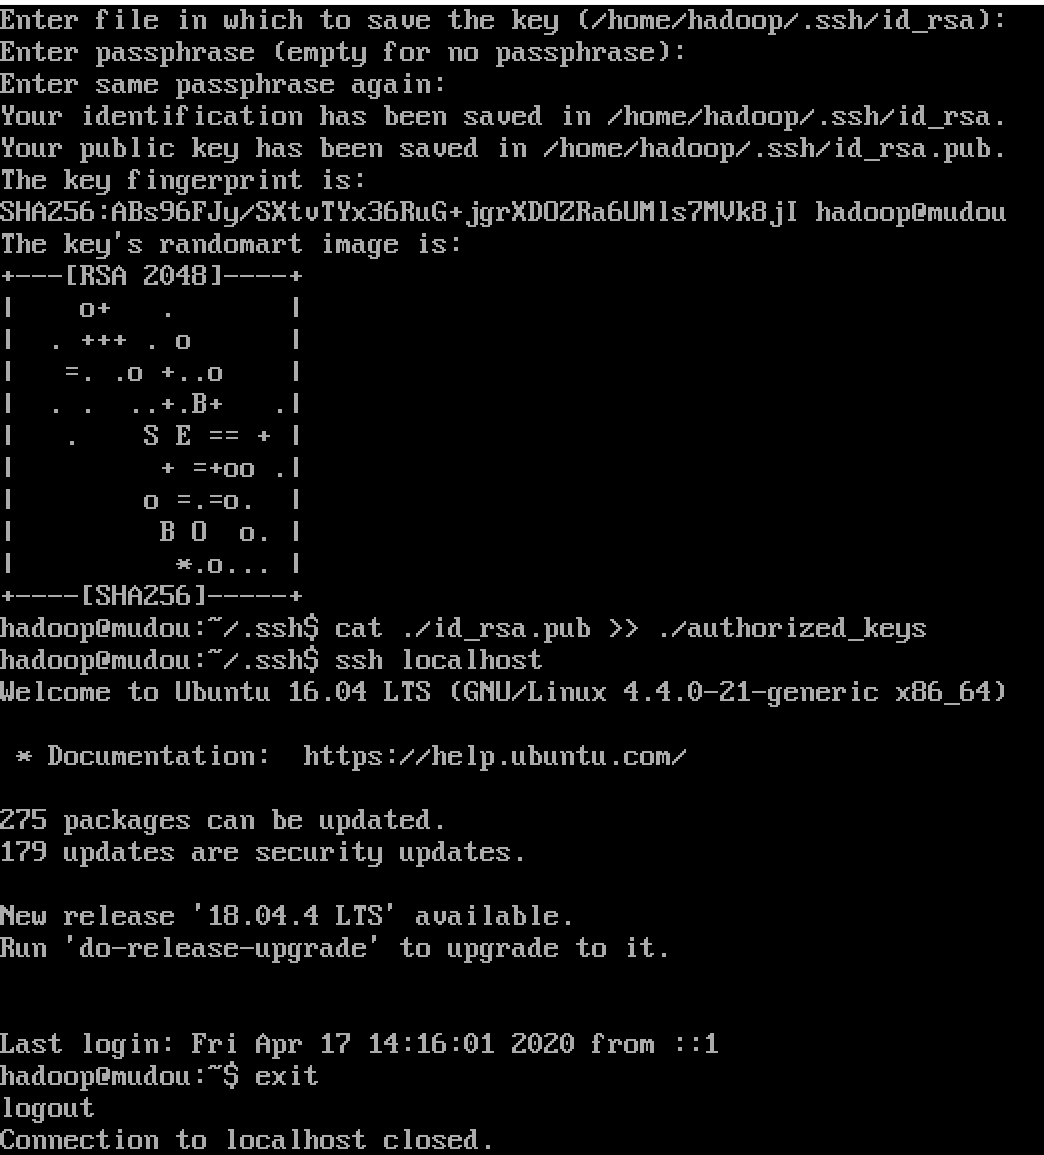 Enter file in which to save the key (/home/hadoop/.ssh/id_rsa):
Enter passphrase (empty for no passphrase):
Enter same passphrase again:
Your identification has been saved in /home/hadoop/.ssh/id_rsa.
Your public key has been saved in /home/hadoop/.ssh/id_rsa.pub.
The key fingerprint is:
SHA256:ABs96FJy/SXtvTYx36RuG+jgrXDOZRa6UMls7MVk8jI hadoop@mudou
The key's randomart image is:
+---[RSA 2048]----+
|    o+   .       |
|  . +++ . o      |
|   =. .o +..o    |
|  . .  ..+.B+   .|
|   .    S E == + |
|         + =+oo .|
|        o =.=o.  |
|         B O  o. |
|          *.o... |
+----[SHA256]-----+
hadoop@mudou:~/.ssh$ cat ./id_rsa.pub >> ./authorized_keys
hadoop@mudou:~/.ssh$ ssh localhost
Welcome to Ubuntu 16.04 LTS (GNU/Linux 4.4.0-21-generic x86_64)
 * Documentation:  https://help.ubuntu.com/
275 packages can be updated.
179 updates are security updates.
New release '18.04.4 LTS' available.
Run 'do-release-upgrade' to upgrade to it.
Last login: Fri Apr 17 14:16:01 2020 from ::1
hadoop@mudou:~$ exit
logout
Connection to localhost closed.